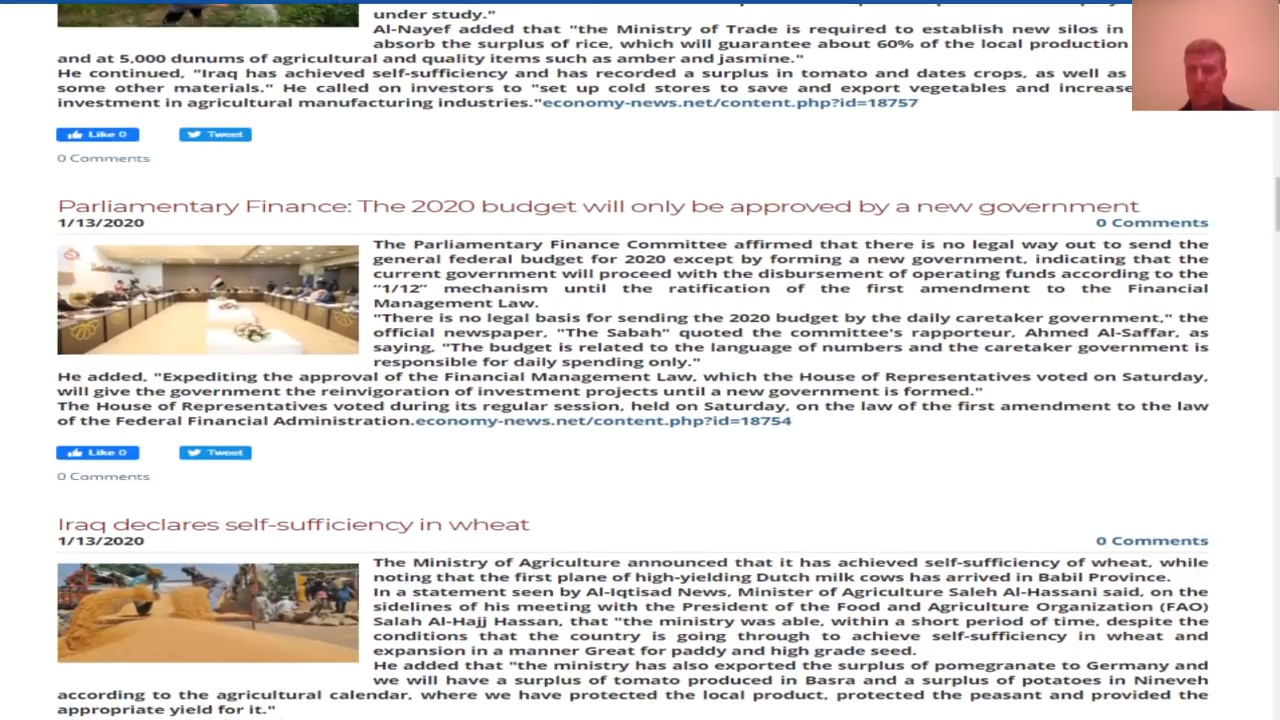 under study."
Al-Nayef added that "the Ministry of Trade is required to establish new silos in
absorb the surplus of rice, which will guarantee about 60% of the local production
and at 5,000 dunums of agricultural and quality items such as amber and jasmine."
He continued, "Iraq has achieved self-sufficiency and has recorded a surplus in tomato and dates crops, as well as
some other materials." He called on investors to "set up cold stores to save and export vegetables and increase
investment in agricultural manufacturing industries."economy-news.net/content.php?id=18757
Like 0 Tweet
0 Comments
Parliamentary Finance: The 2020 budget will only be approved by a new government
1/13/2020 0 Comments
The Parliamentary Finance Committee affirmed that there is no legal way out to send the
general federal budget for 2020 except by forming a new government, indicating that the
current government will proceed with the disbursement of operating funds according to the
“1/12” mechanism until the ratification of the first amendment to the Financial
Management Law.
"There is no legal basis for sending the 2020 budget by the daily caretaker government," the
official newspaper, "The Sabah" quoted the committee's rapporteur, Ahmed Al-Saffar, as
saying, "The budget is related to the language of numbers and the caretaker government is
responsible for daily spending only."
He added, "Expediting the approval of the Financial Management Law, which the House of Representatives voted on Saturday,
will give the government the reinvigoration of investment projects until a new government is formed."
The House of Representatives voted during its regular session, held on Saturday, on the law of the first amendment to the law
of the Federal Financial Administration.economy-news.net/content.php?id=18754
Like 0 Tweet
0 Comments
Iraq declares self-sufficiency in wheat
1/13/2020 0 Comments
The Ministry of Agriculture announced that it has achieved self-sufficiency of wheat, while
noting that the first plane of high-yielding Dutch milk cows has arrived in Babil Province.
In a statement seen by Al-Iqtisad News, Minister of Agriculture Saleh Al-Hassani said, on the
sidelines of his meeting with the President of the Food and Agriculture Organization (FAO)
Salah Al-Hajj Hassan, that "the ministry was able, within a short period of time, despite the
conditions that the country is going through to achieve self-sufficiency in wheat and
expansion in a manner Great for paddy and high grade seed.
He added that "the ministry has also exported the surplus of pomegranate to Germany and
we will have a surplus of tomato produced in Basra and a surplus of potatoes in Nineveh
according to the agricultural calendar, where we have protected the local product, protected the peasant and provided the
appropriate yield for it."